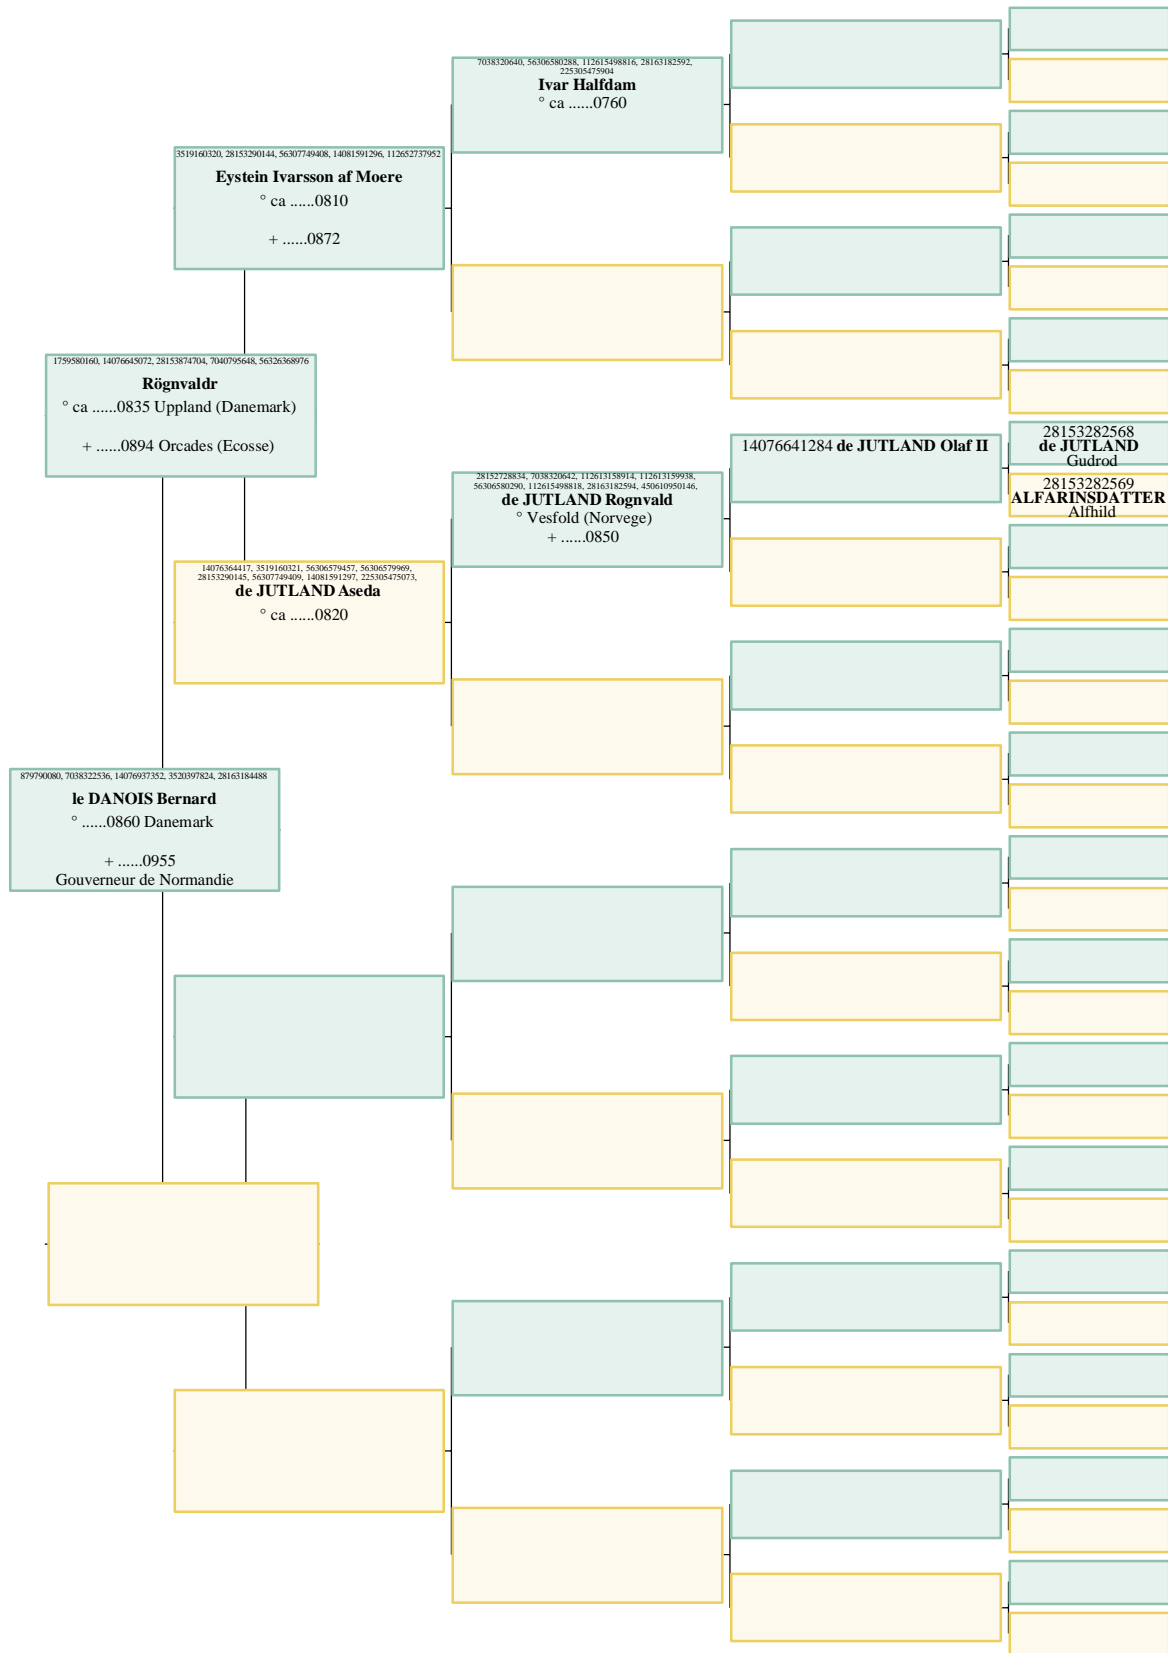 7038320640, 56306580288, 112615498816, 28163182592,
225305475904
Ivar Halfdam
° ca ......0760
3519160320, 28153290144, 56307749408, 14081591296, 112652737952
Eystein Ivarsson af Moere
° ca ......0810
+ ......0872
1759580160, 14076645072, 28153874704, 7040795648, 56326368976
Rögnvaldr
° ca ......0835 Uppland (Danemark)
+ ......0894 Orcades (Ecosse)
14076641284 de JUTLAND Olaf II
28153282568
de JUTLAND
Gudrod
28153282569
ALFARINSDATTER
Alfhild
28152728834, 7038320642, 112613158914, 112613159938,
56306580290, 112615498818, 28163182594, 450610950146,
de JUTLAND Rognvald
° Vesfold (Norvege)
+ ......0850
14076364417, 3519160321, 56306579457, 56306579969,
28153290145, 56307749409, 14081591297, 225305475073,
de JUTLAND Aseda
° ca ......0820
879790080, 7038322536, 14076937352, 3520397824, 28163184488
le DANOIS Bernard
° ......0860 Danemark
+ ......0955
Gouverneur de Normandie